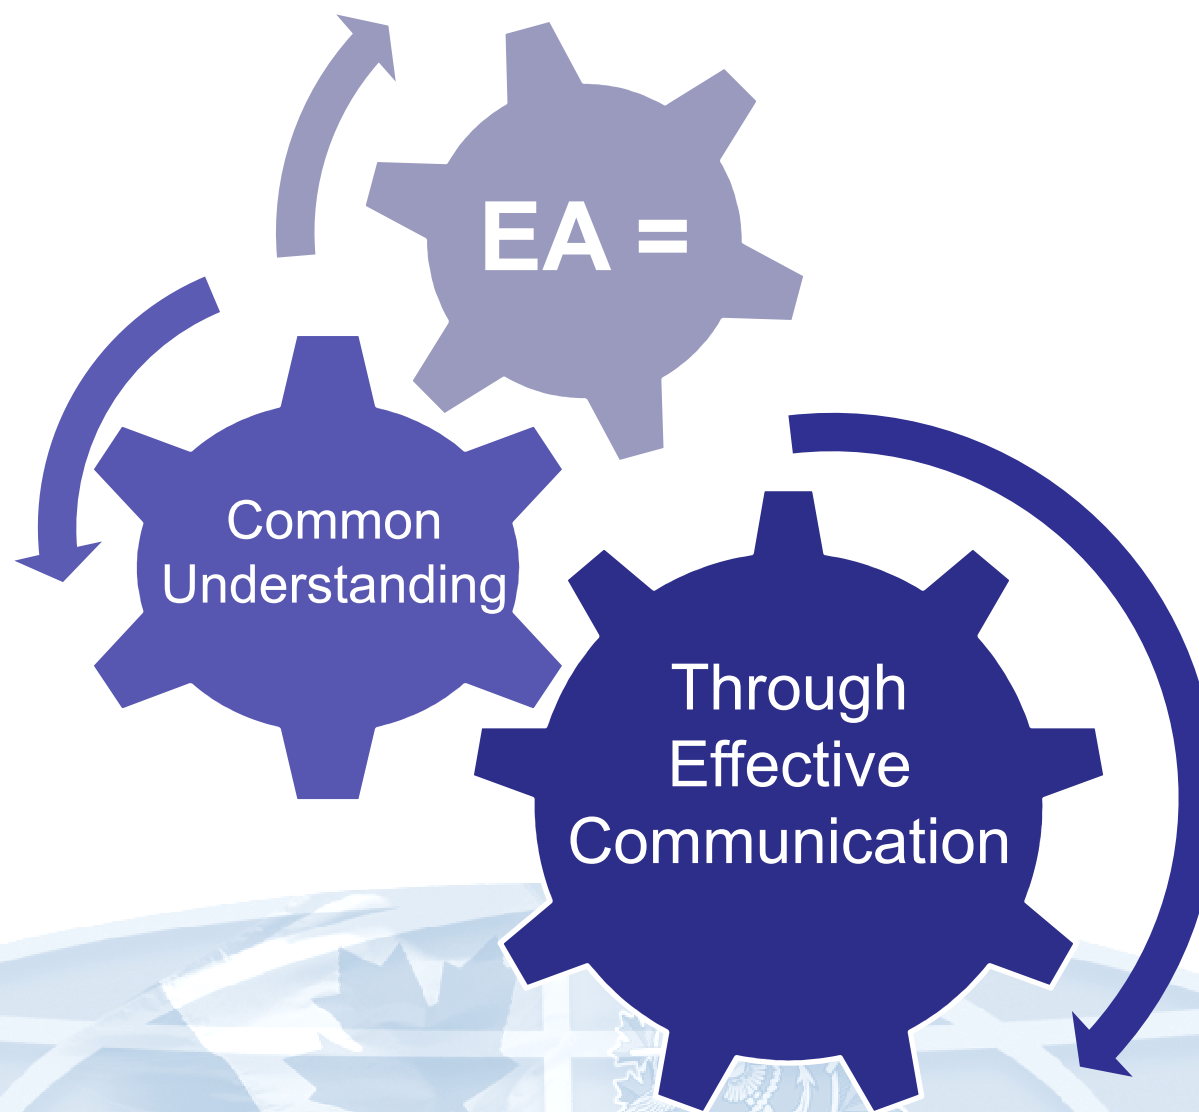 EA =
Common
Understanding
Through
Effective
Communication